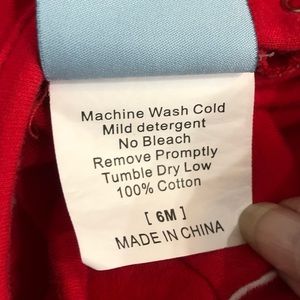 Machine Wash Cold
Mild detergent
No Bleach
Remove Promptly
Tumble Dry Low
100% Cotton
[ 6M ]
MADE IN CHINA